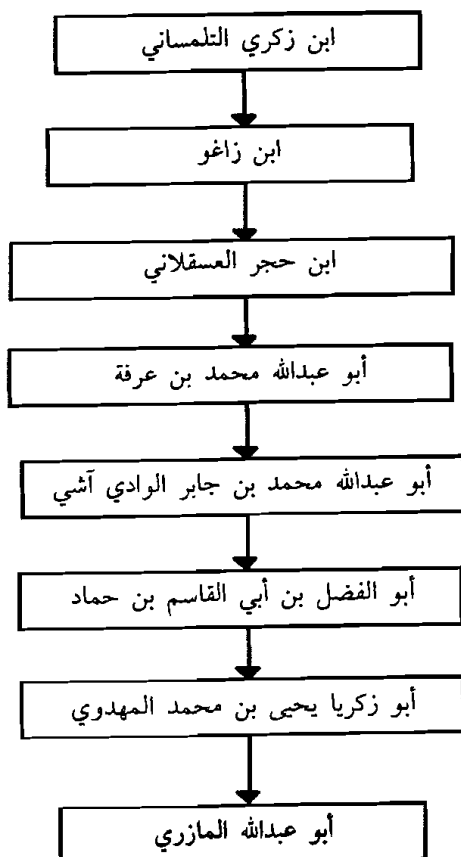 ابن زكري التلمساني
ابن زاغو
ابن حجر العسقلاني
أبو عبدالله محمد بن عرفة
أبو عبدالله محمد بن جابر الوادي آشي
أبو الفضل بن أبي القاسم بن حماد
أبو زكريا يحيى بن محمد المهدوي
أبو عبدالله المازري